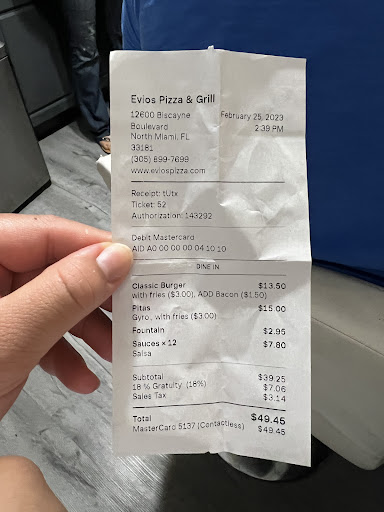 Evios Pizza & Grill
12600 Biscayne February 25, 2023
Boulevard 2:39 PM
North Miami, FL
33181
(305) 899-7699
www.eviospizza.com
Receipt: tUtx
Ticket: 52
Authorization: 143292
Debit Mastercard
AID A0 00 00 00 04 10 10
DINE IN
Classic Burger $13.50
with fries ($3.00), ADD Bacon ($1.50)
Pitas $15.00
Gyro, with fries ($3.00)
Fountain $2.95
Sauces × 12 $7.80
Salsa
Subtotal $39.25
18 % Gratuity (18%) $7.06
Sales Tax $3.14
Total $49.45
MasterCard 5137 (Contactless) $49.45